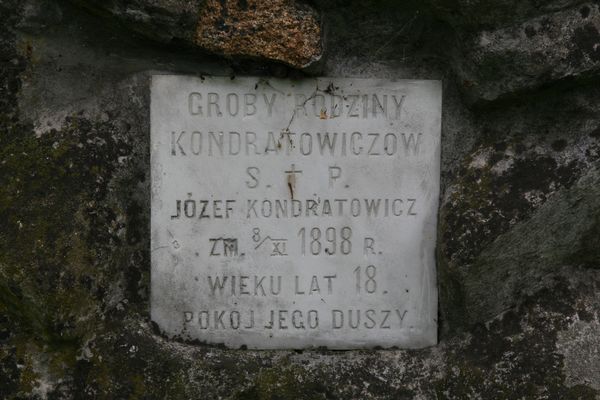 GROBY RODZINY
KONDRATOWICZÓW
S. † P.
JÓZEF KONDRATOWICZ
ZM. 8/XI 1898 R.
WIEKU LAT 18.
POKÓJ JEGO DUSZY.